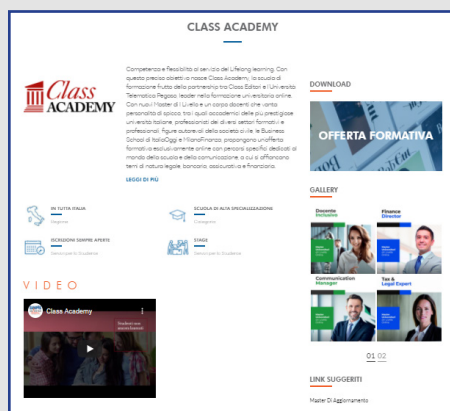 CLASS ACADEMY
Class
ACADEMY
Competenza e flessibilità al servizio del Lifelong learning. Con
questo preciso obiettivo nasce Class Academy, la scuola di
formazione frutto della partnership tra Class Editori e l'Università
Telematica Pegaso, leader nella formazione universitaria online.
Con nuovi Master di I Livello e un corpo docenti che vanta
personalità di spicco, tra i quali accademici delle più prestigiose
università italiane, professionisti dei diversi settori formativi e
professionali, figure autorevoli della società civile, le Business
School di ItaliaOggi e MilanoFinanza, propongono un'offerta
formativa esclusivamente online con percorsi specifici dedicati al
mondo della scuola e della comunicazione, a cui si affiancano
temi di natura legale, bancaria, assicurativa e finanziaria.
LEGGI DI PIÙ
IN TUTTA ITALIA
SCUOLA DI ALTA SPECIALIZZAZIONE
Categoria
ISCRIZIONI SEMPRE APERTE
STAGE
VIDEO
Class Academy
DOWNLOAD
OFFERTA FORMATIVA
GALLERY
Docente
Inclusivo
Finance
Director
Communication
Manager
Tax &
Legal Expert
01 02
LINK SUGGERITI
Master Di Aggiornamento